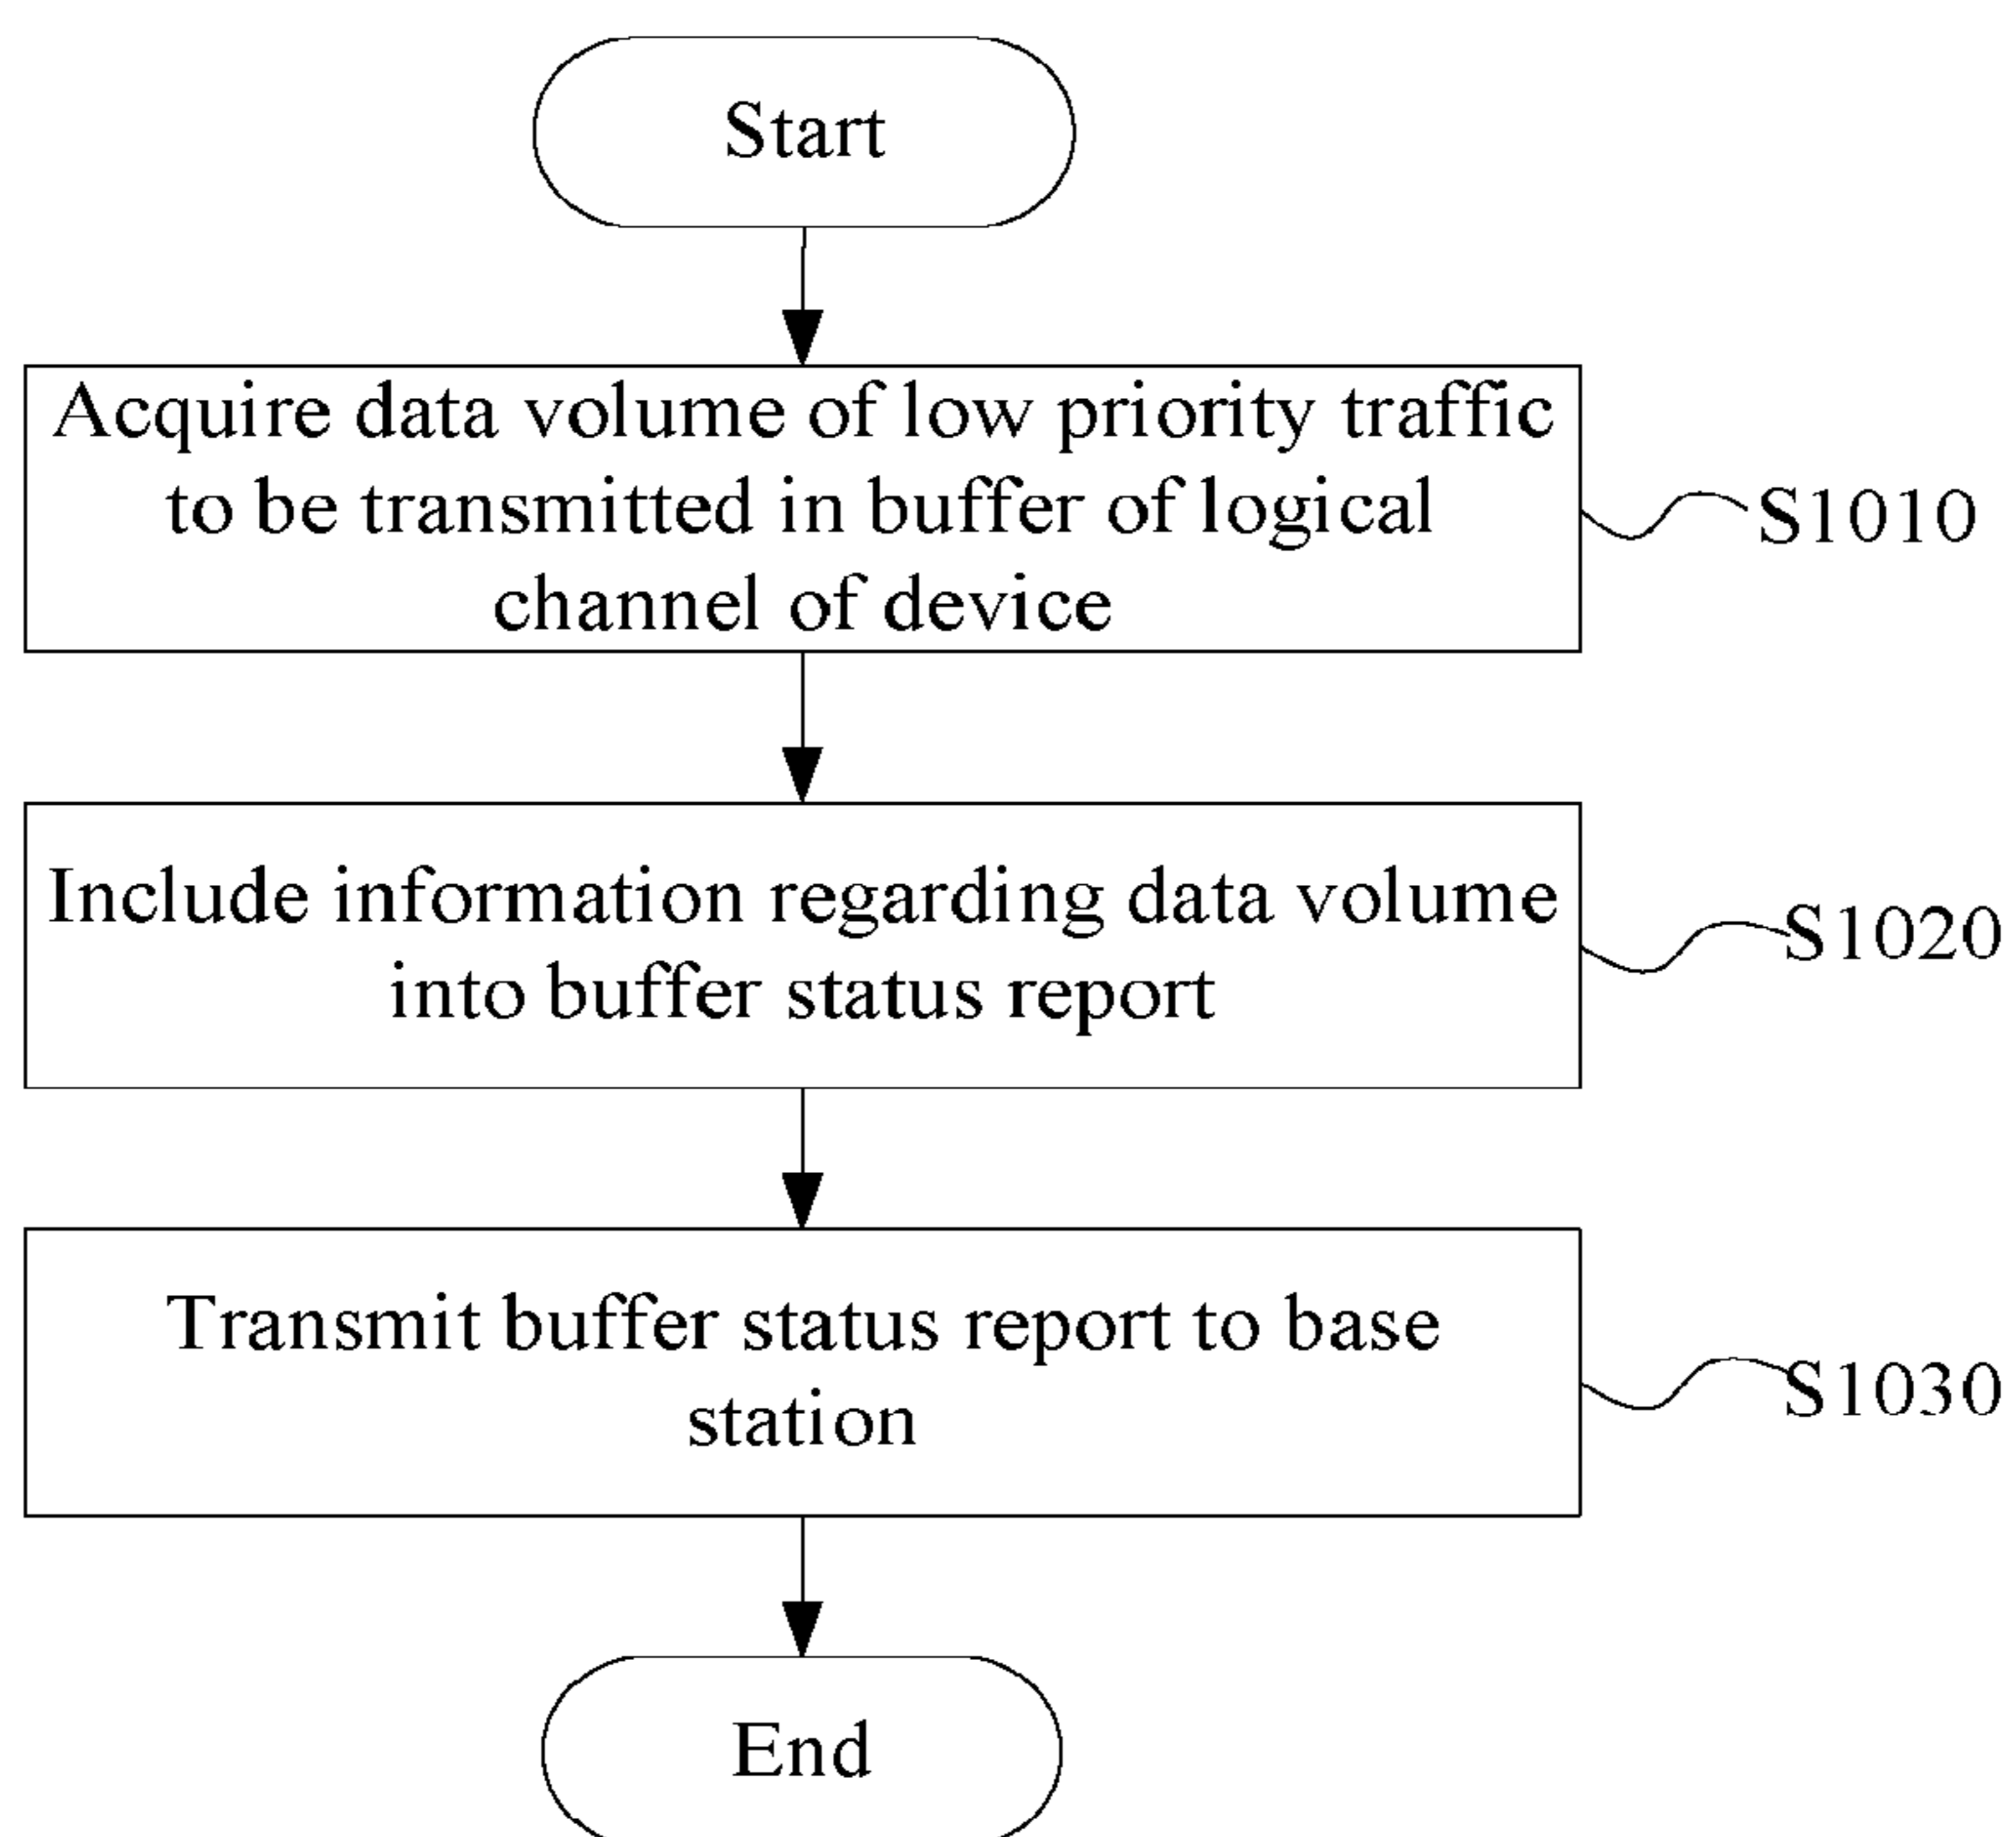 Start
Acquire data volume of low priority traffic
to be transmitted in buffer of logical
channel of device
S1010
Include information regarding data volume
into buffer status report
S1020
Transmit buffer status report to base
station
S1030
End